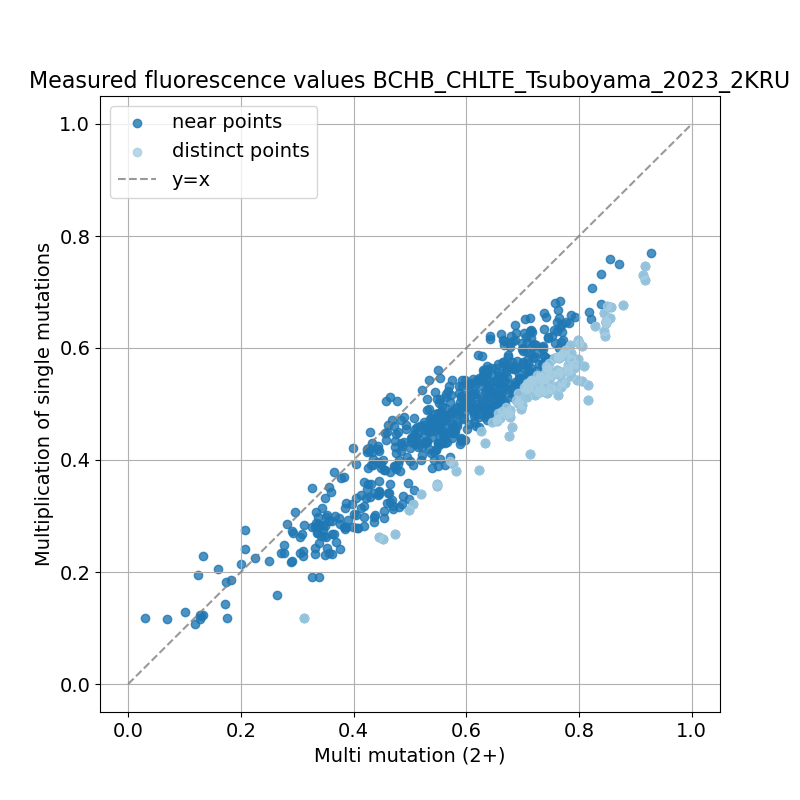 Measured fluorescence values BCHB_CHLTE_Tsuboyama_2023_2KRU
near points
distinct points
y=x
1.0
0.8
0.6
0.4
0.2
0.0
Multiplication of single mutations
0.0 0.2 0.4 0.6 0.8 1.0
Multi mutation (2+)